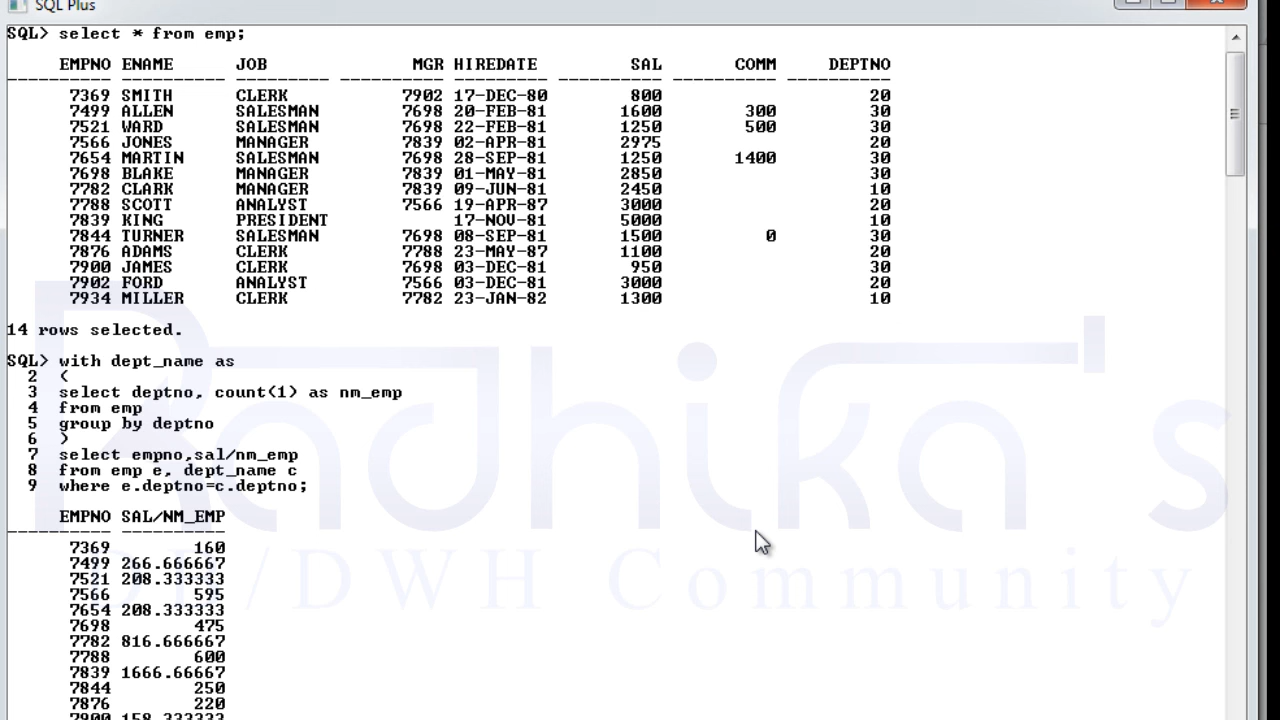 SQL Plus
SQL> select * from emp;
EMPNO ENAME JOB MGR HIREDATE SAL COMM DEPTNO
7369 SMITH CLERK 7902 17-DEC-80 800 20
7499 ALLEN SALESMAN 7698 20-FEB-81 1600 300 30
7521 WARD SALESMAN 7698 22-FEB-81 1250 500 30
7566 JONES MANAGER 7839 02-APR-81 2975 20
7654 MARTIN SALESMAN 7698 28-SEP-81 1250 1400 30
7698 BLAKE MANAGER 7839 01-MAY-81 2850 30
7782 CLARK MANAGER 7839 09-JUN-81 2450 10
7788 SCOTT ANALYST 7566 19-APR-87 3000 20
7839 KING PRESIDENT 17-NOV-81 5000 10
7844 TURNER SALESMAN 7698 08-SEP-81 1500 0 30
7876 ADAMS CLERK 7788 23-MAY-87 1100 20
7900 JAMES CLERK 7698 03-DEC-81 950 30
7902 FORD ANALYST 7566 03-DEC-81 3000 20
7934 MILLER CLERK 7782 23-JAN-82 1300 10
14 rows selected.
SQL> with dept_name as
2 (
3 select deptno, count(1) as nm_emp
4 from emp
5 group by deptno
6 )
7 select empno,sal/nm_emp
8 from emp e, dept_name c
9 where e.deptno=c.deptno;
EMPNO SAL/NM_EMP
7369 160
7499 266.666667
7521 208.333333
7566 595
7654 208.333333
7698 475
7782 816.666667
7788 600
7839 1666.66667
7844 250
7876 220
7900 158.333333
Radhika's
/DWH Community